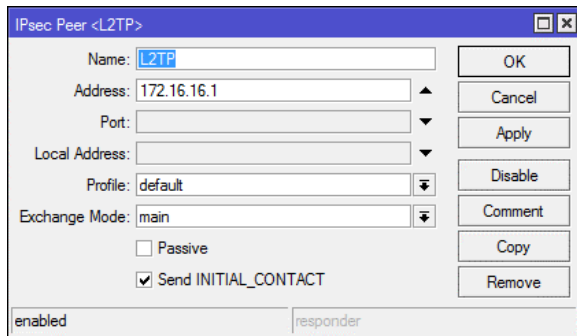 IPsec Peer <L2TP>
Name: L2TP
Address: 172.16.16.1
Port:
Local Address:
Profile: default
Exchange Mode: main
Passive
Send INITIAL_CONTACT
OK
Cancel
Apply
Disable
Comment
Copy
Remove
enabled
responder